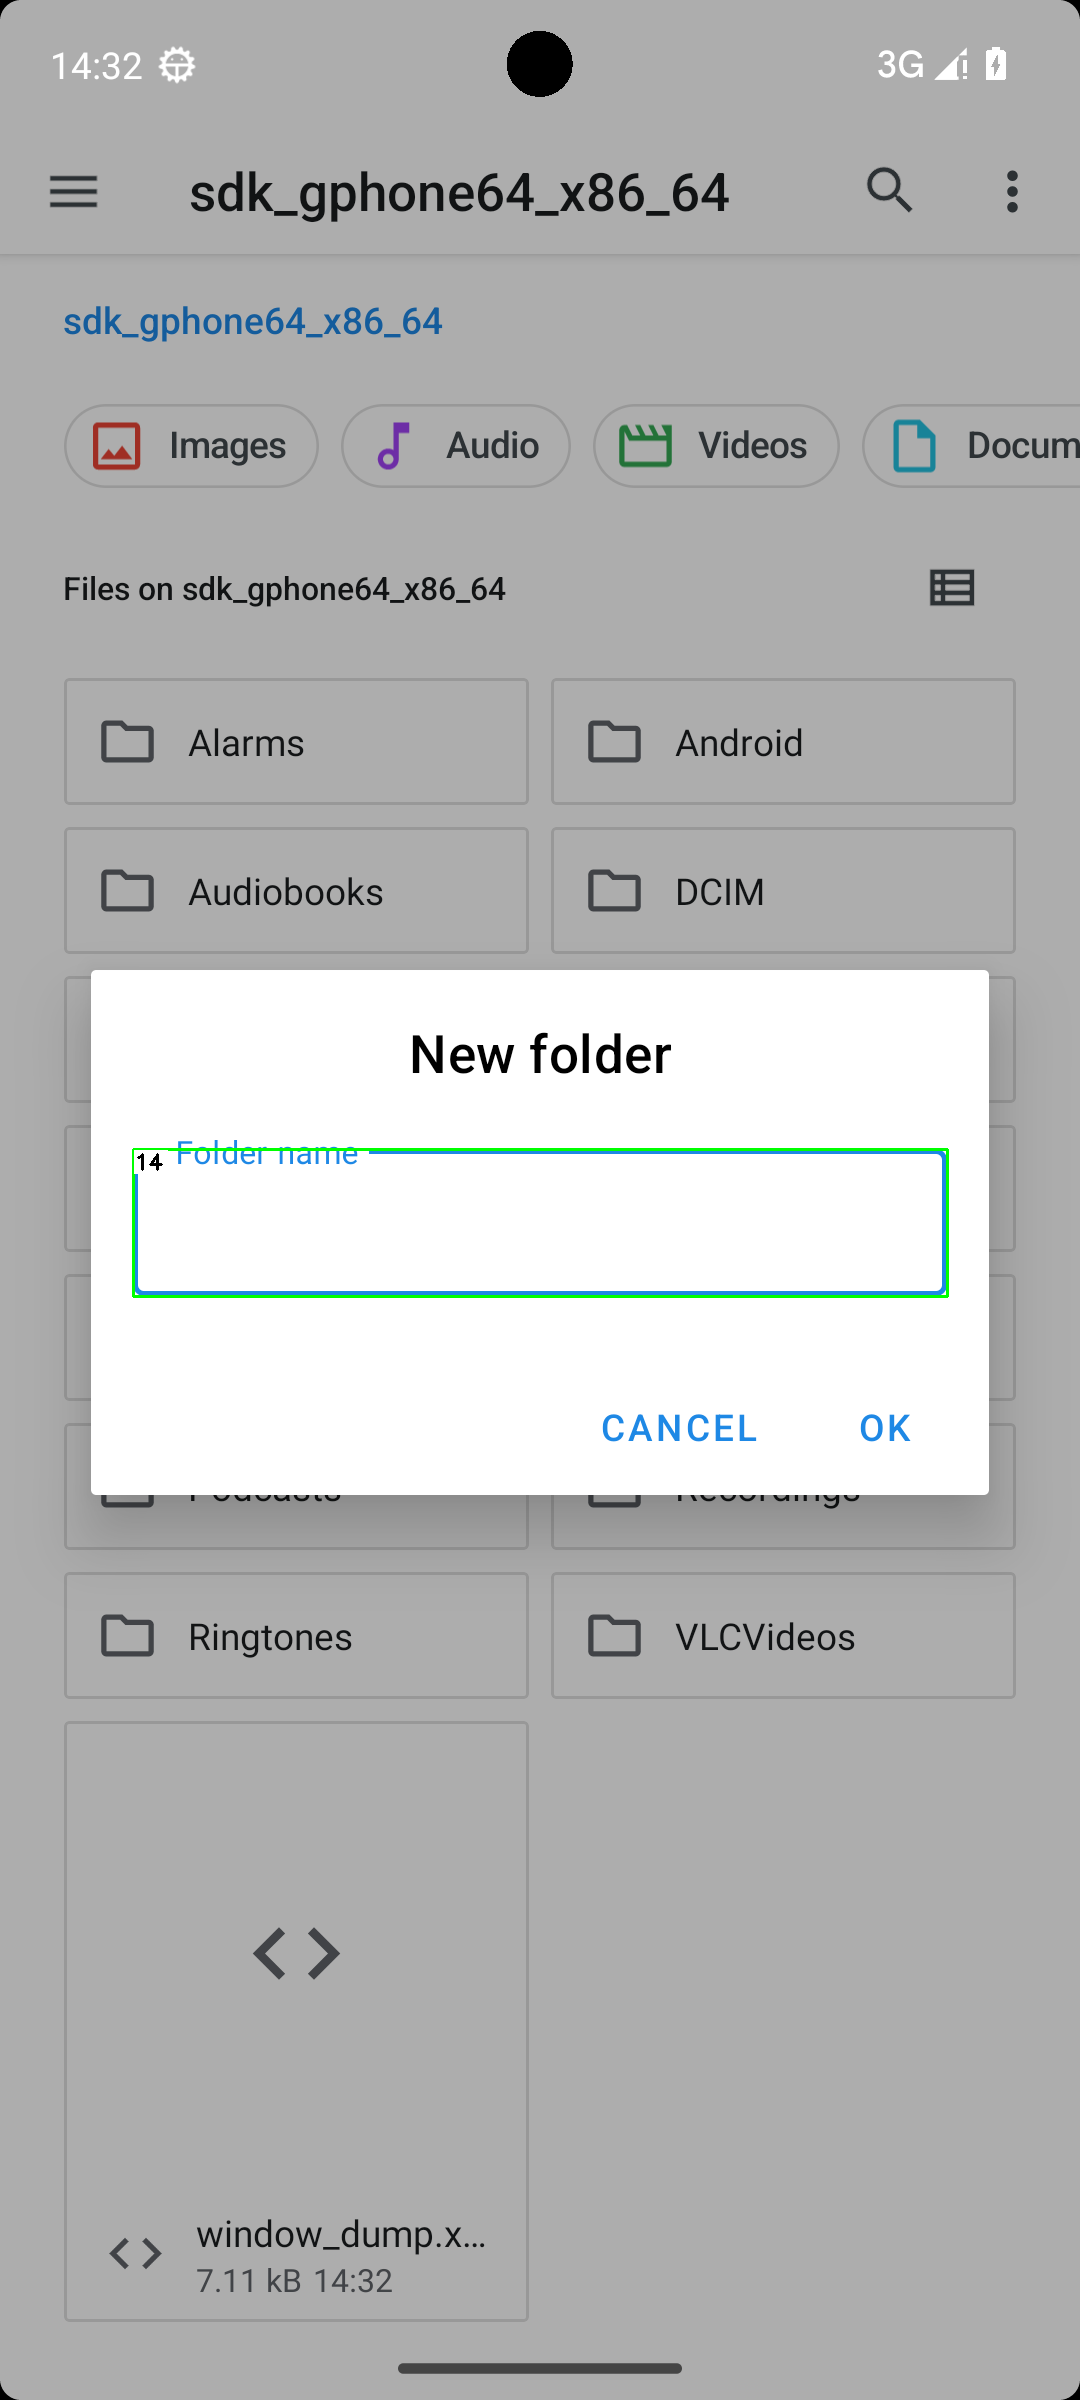 14:32
3G
sdk_gphone64_x86_64
sdk_gphone64_x86_64
Images
Audio
Videos
Docum
Files on sdk_gphone64_x86_64
Alarms
Android
Audiobooks
DCIM
New folder
14
Folder name
CANCEL
OK
Podcasts
Recordings
Ringtones
VLCVideos
window_dump.x...
7.11 kB 14:32